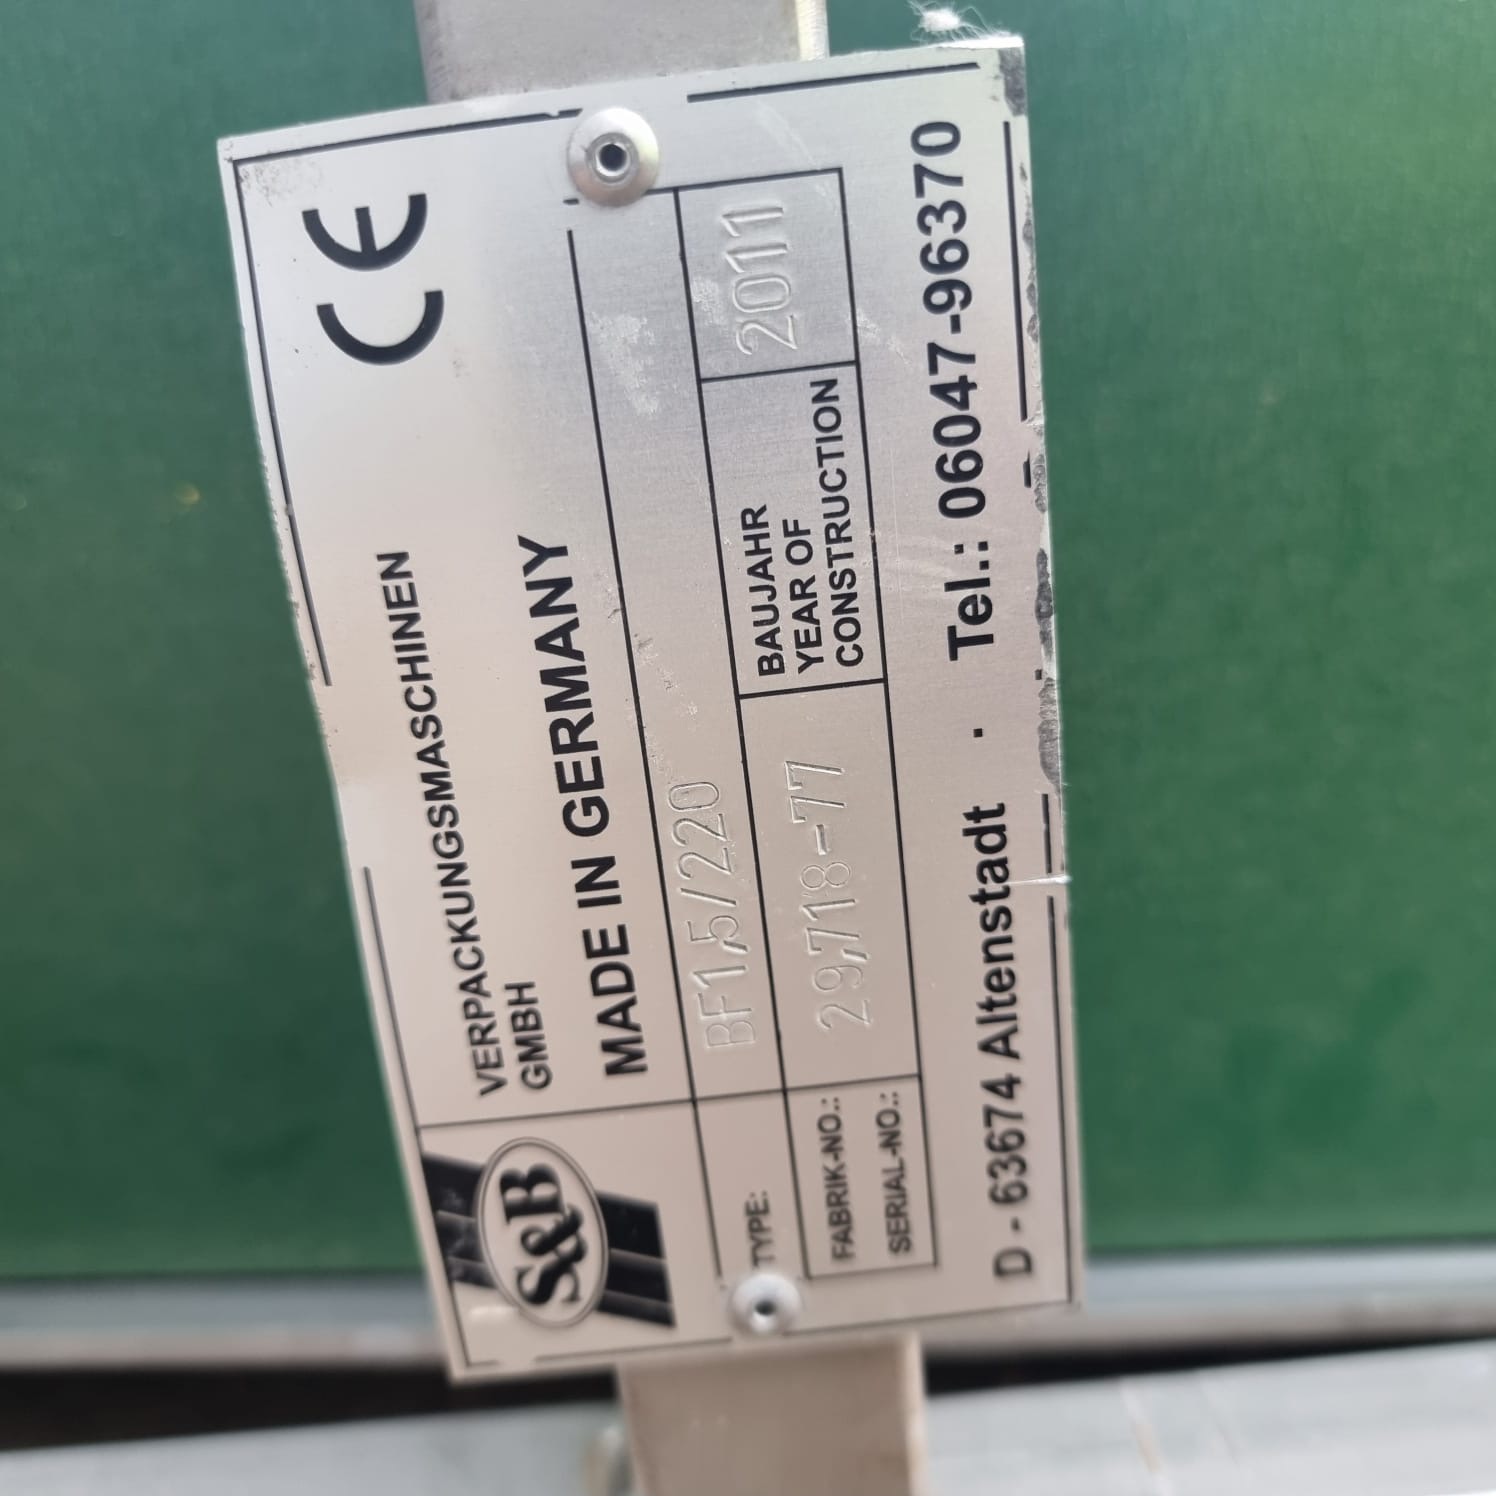 S&B
VERPACKUNGSMASCHINEN
GMBH
CE
MADE IN GERMANY
TYPE: BF1,5/220
FABRIK-NO.:
SERIAL-NO.:
29,718-77
BAUJAHR
YEAR OF
CONSTRUCTION
2011
D - 63674 Altenstadt · Tel.: 06047-96370